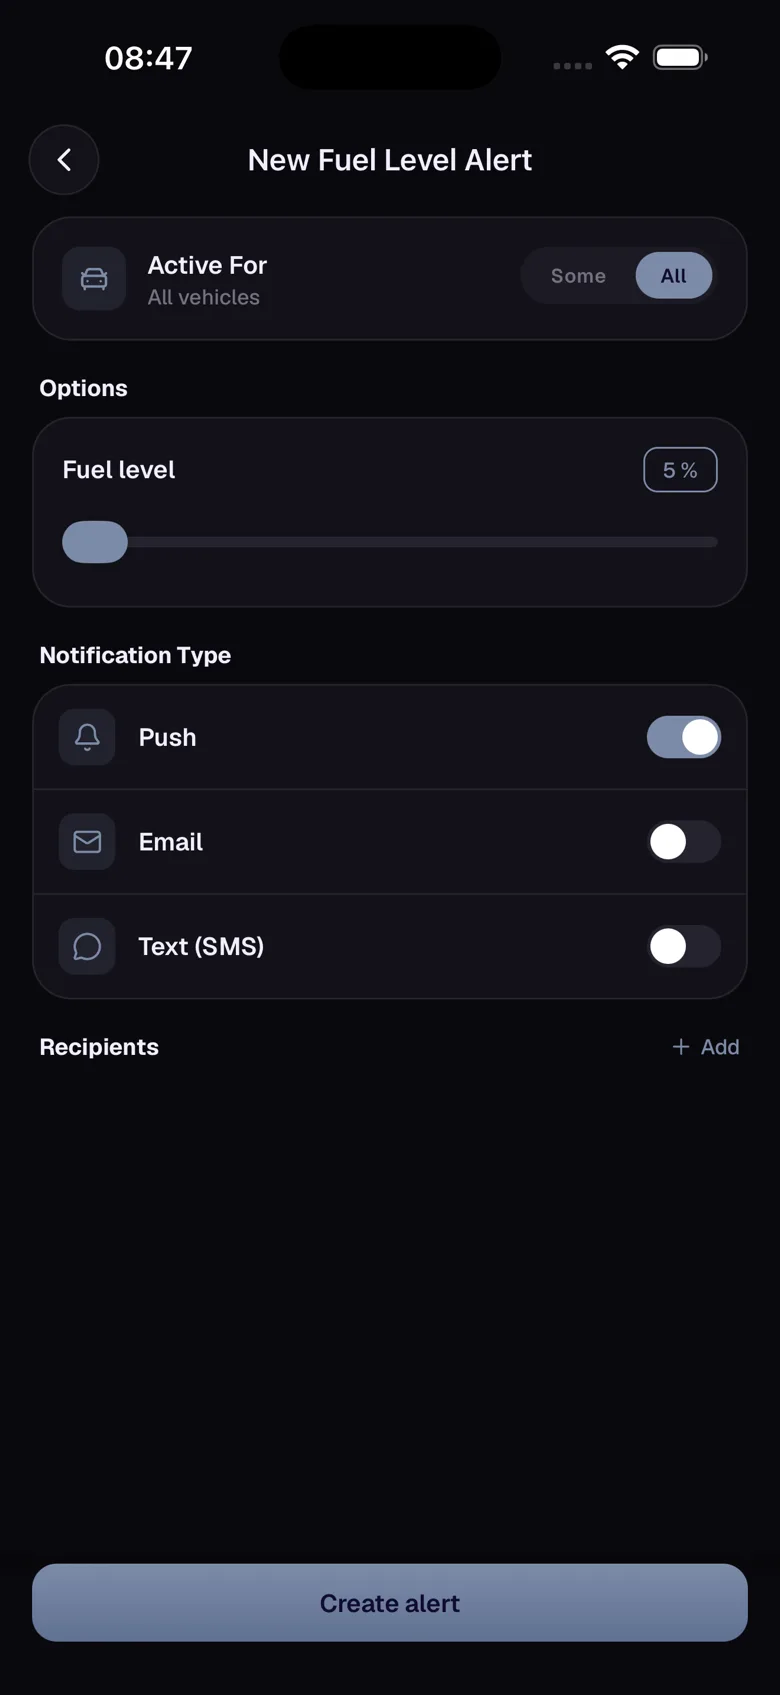 08:47
New Fuel Level Alert
Active For
All vehicles
Some
All
Options
Fuel level
5 %
Notification Type
Push
Email
Text (SMS)
Recipients
+ Add
Create alert